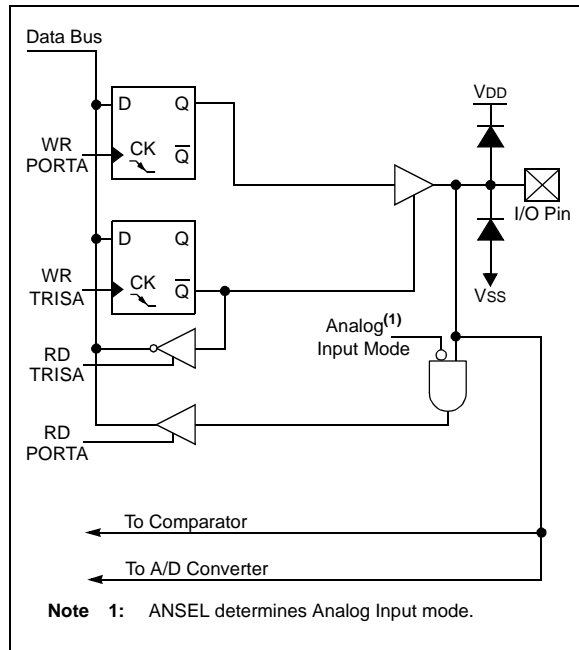 Data Bus
D Q
VDD
WR
PORTA
CK
Q
I/O Pin
D Q
VSS
WR
TRISA
CK
Q
Analog(1)
Input Mode
RD
TRISA
RD
PORTA
To Comparator
To A/D Converter
Note 1: ANSEL determines Analog Input mode.